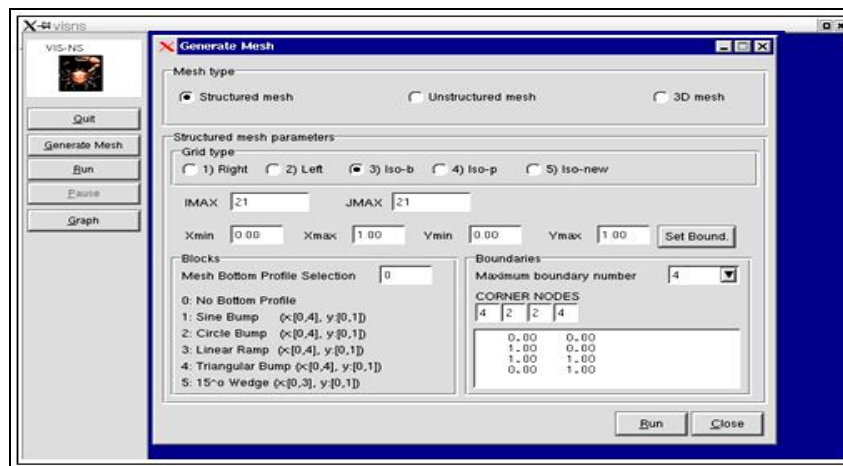 visns
VIS-NS
Quit
Generate Mesh
Run
Pause
Graph
Generate Mesh
Mesh type
Structured mesh Unstructured mesh 3D mesh
Structured mesh parameters
Grid type
1) Right 2) Left 3) Iso-b 4) Iso-p 5) Iso-new
IMAX 21 JMAX 21
Xmin 0.00 Xmax 1.00 Ymin 0.00 Ymax 1.00 Set Bound.
Blocks
Mesh Bottom Profile Selection 0
0: No Bottom Profile
1: Sine Bump (x:[0,4], y:[0,1])
2: Circle Bump (x:[0,4], y:[0,1])
3: Linear Ramp (x:[0,4], y:[0,1])
4: Triangular Bump (x:[0,4], y:[0,1])
5: 15^o Wedge (x:[0,3], y:[0,1])
Boundaries
Maximum boundary number 4
CORNER NODES
4 2 2 4
0.00 0.00
1.00 0.00
1.00 1.00
0.00 1.00
Run Close